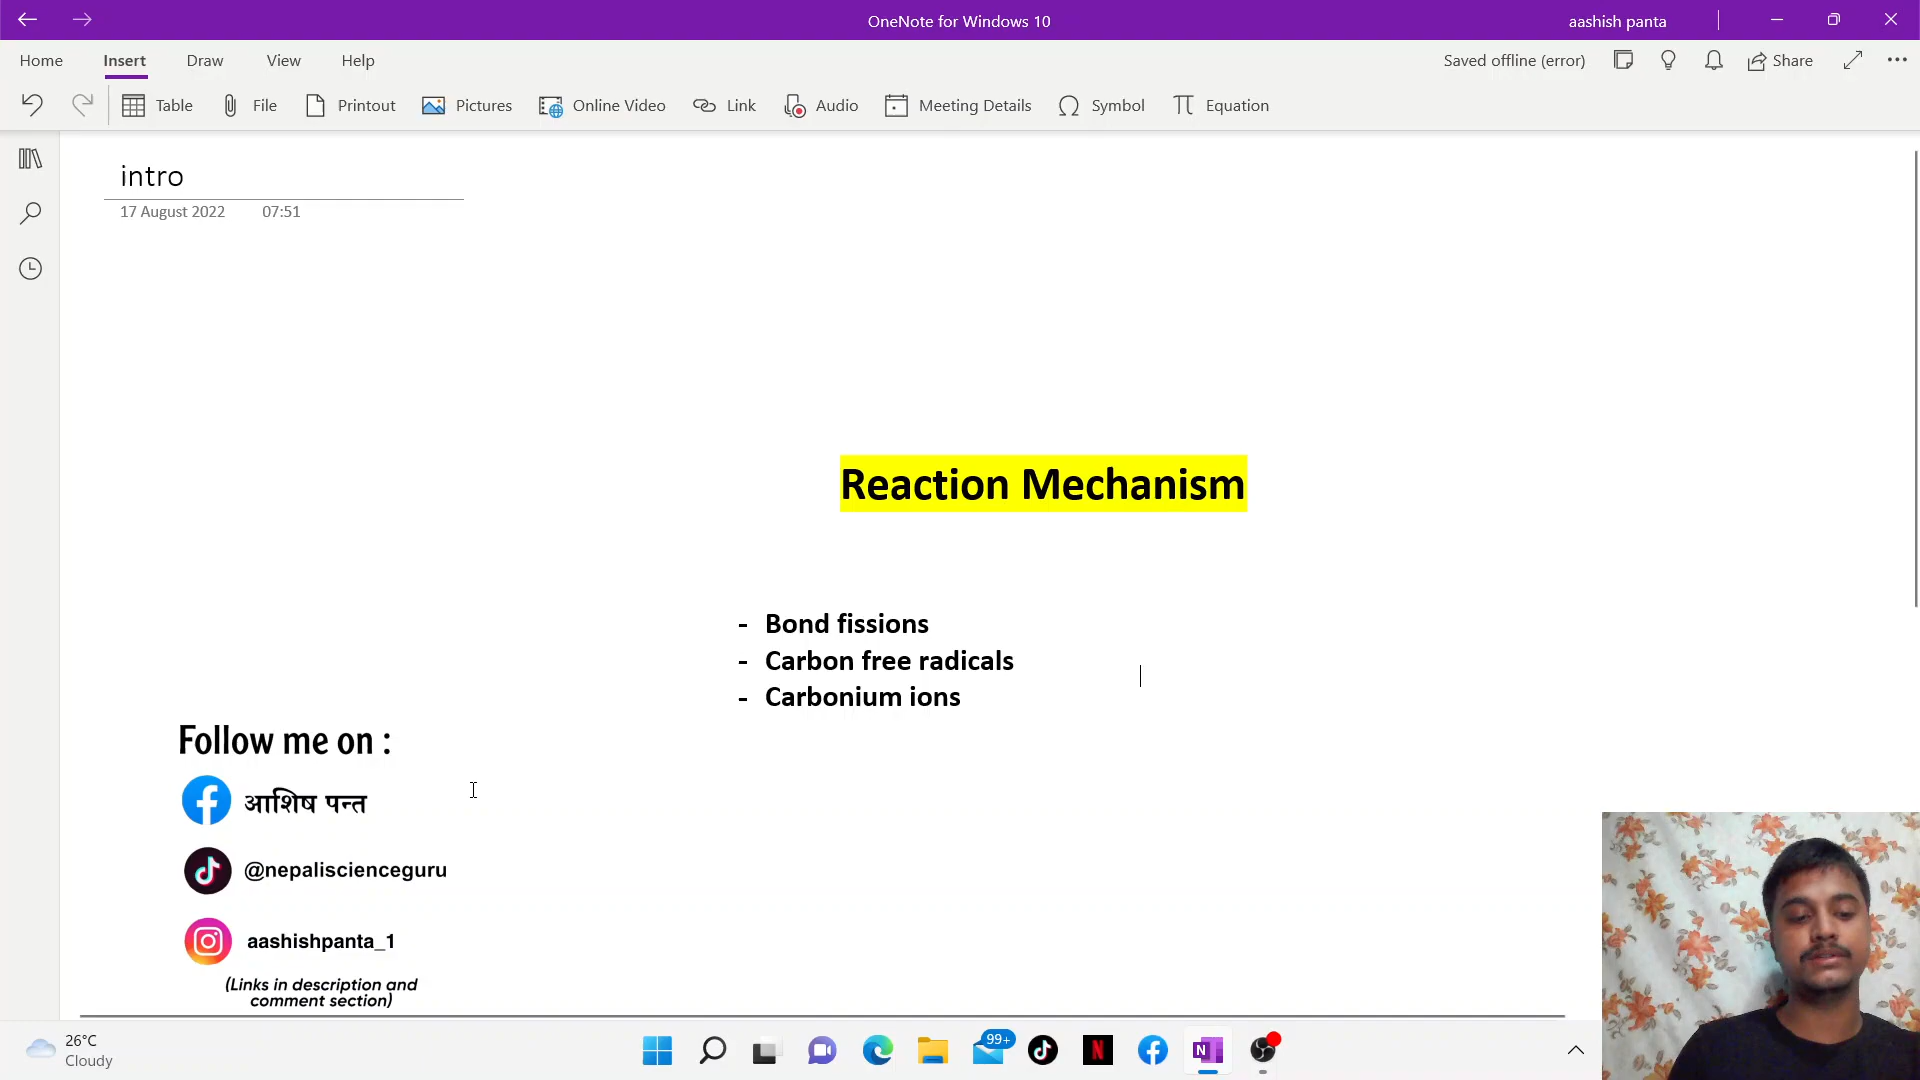 OneNote for Windows 10
aashish panta
Home Insert Draw View Help
Saved offline (error) Share
Table File Printout Pictures Online Video Link Audio Meeting Details Symbol Equation
intro
17 August 2022 07:51
Reaction Mechanism
- Bond fissions
- Carbon free radicals
- Carbonium ions
Follow me on :
आशिष पन्त
@nepaliscienceguru
aashishpanta_1
(Links in description and
comment section)
26°C
Cloudy
99+